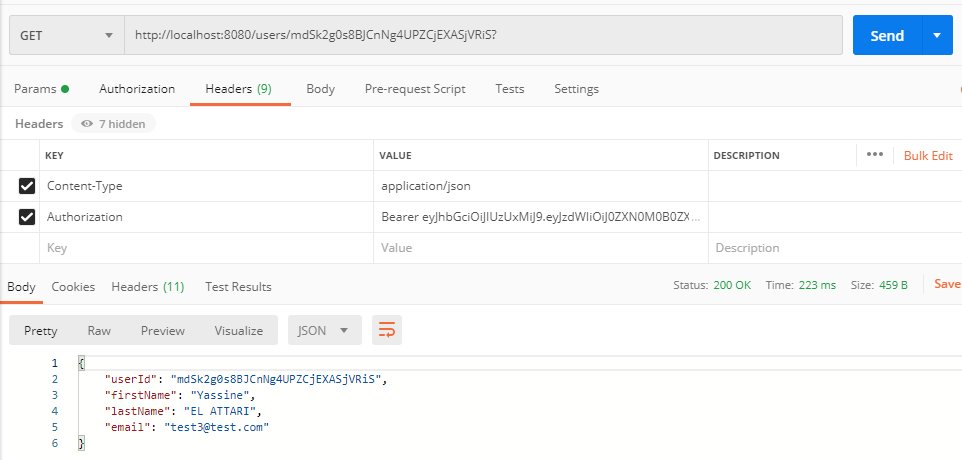 GET http://localhost:8080/users/mdSk2g0s8BJCnNg4UPZCjEXASjVRiS? Send
Params Authorization Headers (9) Body Pre-request Script Tests Settings
Headers 7 hidden
KEY VALUE DESCRIPTION ••• Bulk Edit
Content-Type application/json
Authorization Bearer eyJhbGciOiJIUzUxMiJ9.eyJzdWIiOiJ0ZXN0M0B0ZX...
Key Value Description
Body Cookies Headers (11) Test Results Status: 200 OK Time: 223 ms Size: 459 B Save
Pretty Raw Preview Visualize JSON
1 {
2 "userId": "mdSk2g0s8BJCnNg4UPZCjEXASjVRiS",
3 "firstName": "Yassine",
4 "lastName": "EL ATTARI",
5 "email": "test3@test.com"
6 }